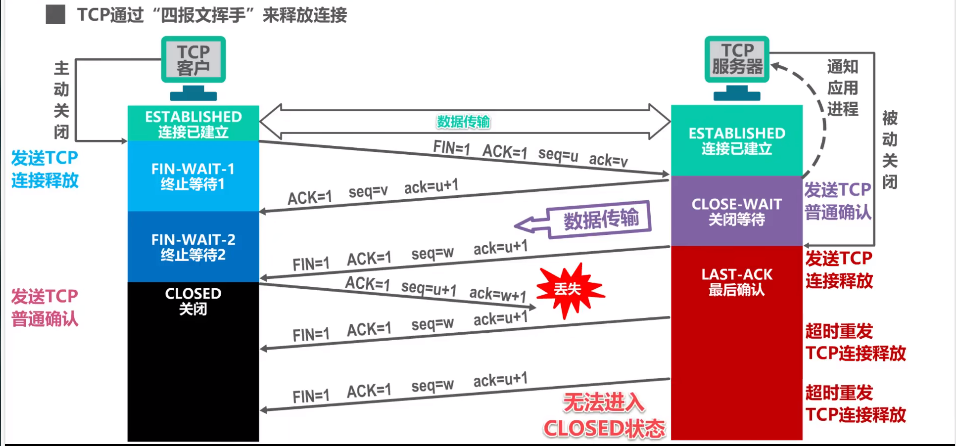 TCP通过“四报文挥手”来释放连接
主动关闭
TCP
客户
TCP
服务器
通知
应用
进程
被动关闭
ESTABLISHED
连接已建立
数据传输
ESTABLISHED
连接已建立
发送TCP
连接释放
FIN-WAIT-1
终止等待1
FIN=1 ACK=1 seq=u ack=v
ACK=1 seq=v ack=u+1
CLOSE-WAIT
关闭等待
发送TCP
普通确认
数据传输
FIN-WAIT-2
终止等待2
FIN=1 ACK=1 seq=w ack=u+1
LAST-ACK
最后确认
发送TCP
连接释放
发送TCP
普通确认
CLOSED
关闭
ACK=1 seq=u+1 ack=w+1
丢失
FIN=1 ACK=1 seq=w ack=u+1
超时重发
TCP连接释放
FIN=1 ACK=1 seq=w ack=u+1
超时重发
TCP连接释放
无法进入
CLOSED状态